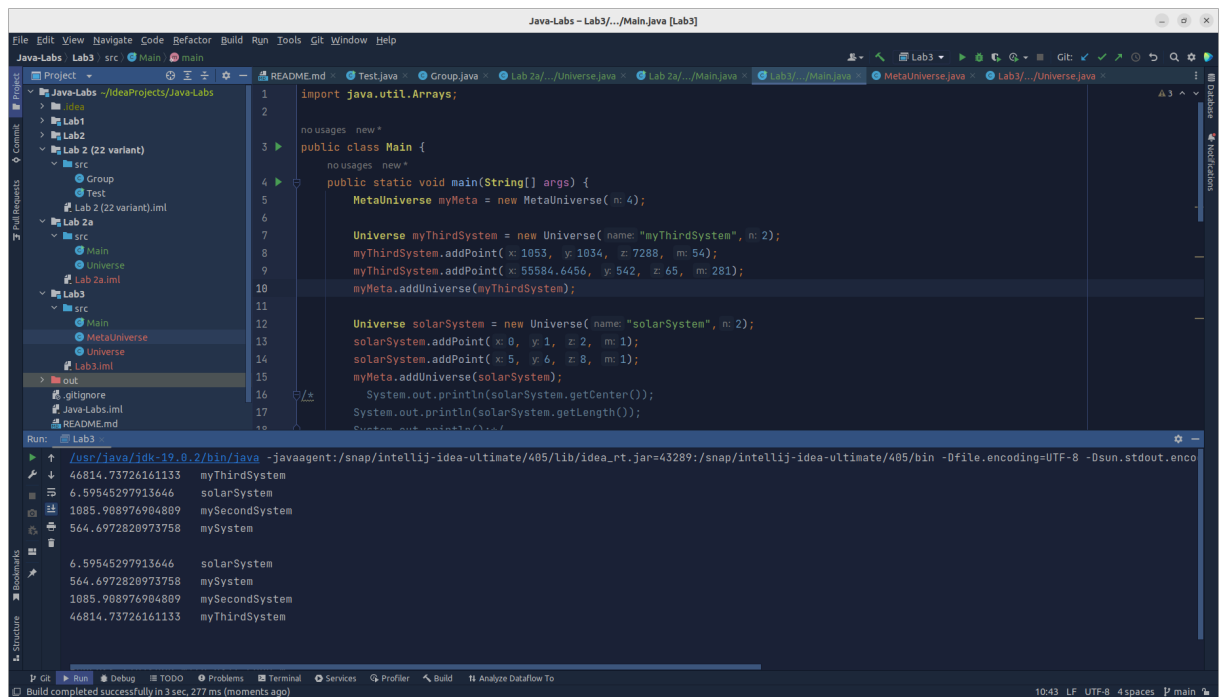 Java-Labs – Lab3/.../Main.java [Lab3]
File Edit View Navigate Code Refactor Build Run Tools Git Window Help
Java-Labs Lab3 src Main main
Lab3 Git:
Project
README.md Test.java Group.java Lab 2a/.../Universe.java Lab 2a/.../Main.java Lab3/.../Main.java MetaUniverse.java Lab3/.../Universe.java
Project
Commit
Pull Requests
Bookmarks
Structure
Java-Labs ~/IdeaProjects/Java-Labs
.idea
Lab1
Lab2
Lab 2 (22 variant)
src
Group
Test
Lab 2 (22 variant).iml
Lab 2a
src
Main
Universe
Lab 2a.iml
Lab3
src
Main
MetaUniverse
Universe
Lab3.iml
out
.gitignore
Java-Labs.iml
README.md
1 import java.util.Arrays;
2
no usages new *
3 public class Main {
no usages new *
4 public static void main(String[] args) {
5 MetaUniverse myMeta = new MetaUniverse( n: 4);
6
7 Universe myThirdSystem = new Universe( name: "myThirdSystem", n: 2);
8 myThirdSystem.addPoint( x: 1053, y: 1034, z: 7288, m: 54);
9 myThirdSystem.addPoint( x: 55584.6456, y: 542, z: 65, m: 281);
10 myMeta.addUniverse(myThirdSystem);
11
12 Universe solarSystem = new Universe( name: "solarSystem", n: 2);
13 solarSystem.addPoint( x: 0, y: 1, z: 2, m: 1);
14 solarSystem.addPoint( x: 5, y: 6, z: 8, m: 1);
15 myMeta.addUniverse(solarSystem);
16 /* System.out.println(solarSystem.getCenter());
17 System.out.println(solarSystem.getLength());
18 System.out.println();*/
3
Database
Notifications
Run: Lab3
/usr/java/jdk-19.0.2/bin/java -javaagent:/snap/intellij-idea-ultimate/405/lib/idea_rt.jar=43289:/snap/intellij-idea-ultimate/405/bin -Dfile.encoding=UTF-8 -Dsun.stdout.enco
46814.73726161133 myThirdSystem
6.59545297913646 solarSystem
1085.908976904809 mySecondSystem
564.6972820973758 mySystem
6.59545297913646 solarSystem
564.6972820973758 mySystem
1085.908976904809 mySecondSystem
46814.73726161133 myThirdSystem
Git Run Debug TODO Problems Terminal Services Profiler Build Analyze Dataflow To
Build completed successfully in 3 sec, 277 ms (moments ago)
10:43 LF UTF-8 4 spaces main